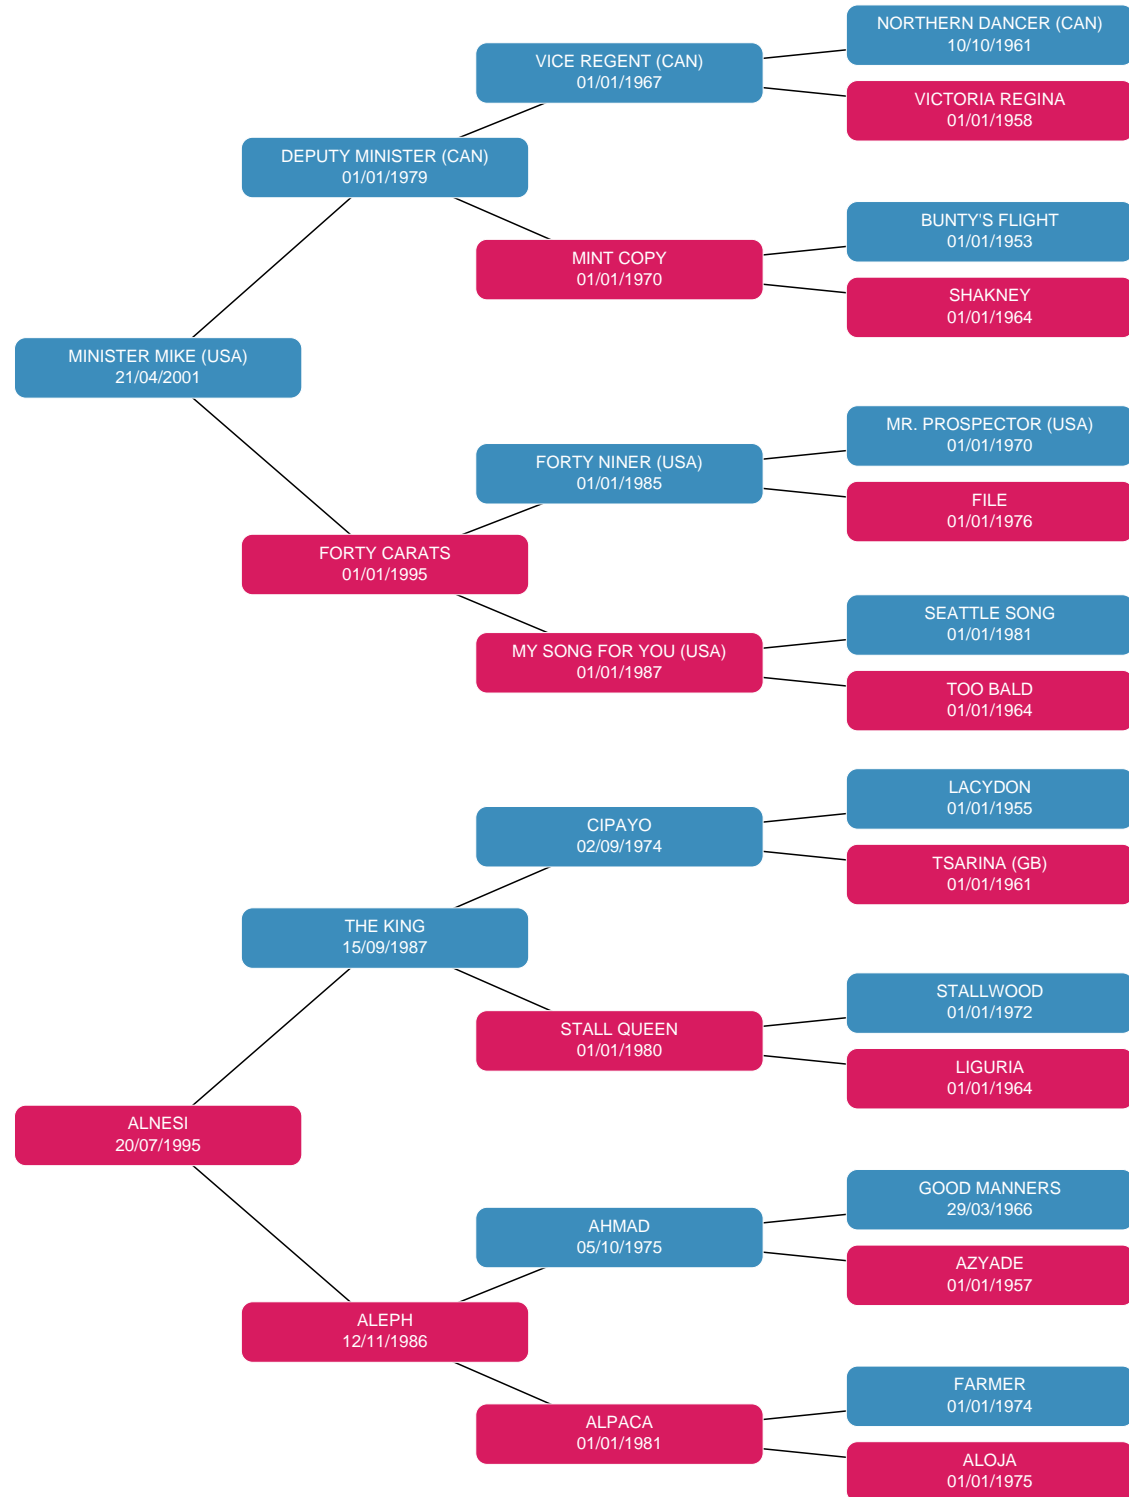 NORTHERN DANCER (CAN)
10/10/1961
VICE REGENT (CAN)
01/01/1967
VICTORIA REGINA
01/01/1958
DEPUTY MINISTER (CAN)
01/01/1979
BUNTY'S FLIGHT
01/01/1953
MINT COPY
01/01/1970
SHAKNEY
01/01/1964
MINISTER MIKE (USA)
21/04/2001
MR. PROSPECTOR (USA)
01/01/1970
FORTY NINER (USA)
01/01/1985
FILE
01/01/1976
FORTY CARATS
01/01/1995
SEATTLE SONG
01/01/1981
MY SONG FOR YOU (USA)
01/01/1987
TOO BALD
01/01/1964
LACYDON
01/01/1955
CIPAYO
02/09/1974
TSARINA (GB)
01/01/1961
THE KING
15/09/1987
STALLWOOD
01/01/1972
STALL QUEEN
01/01/1980
LIGURIA
01/01/1964
ALNESI
20/07/1995
GOOD MANNERS
29/03/1966
AHMAD
05/10/1975
AZYADE
01/01/1957
ALEPH
12/11/1986
FARMER
01/01/1974
ALPACA
01/01/1981
ALOJA
01/01/1975